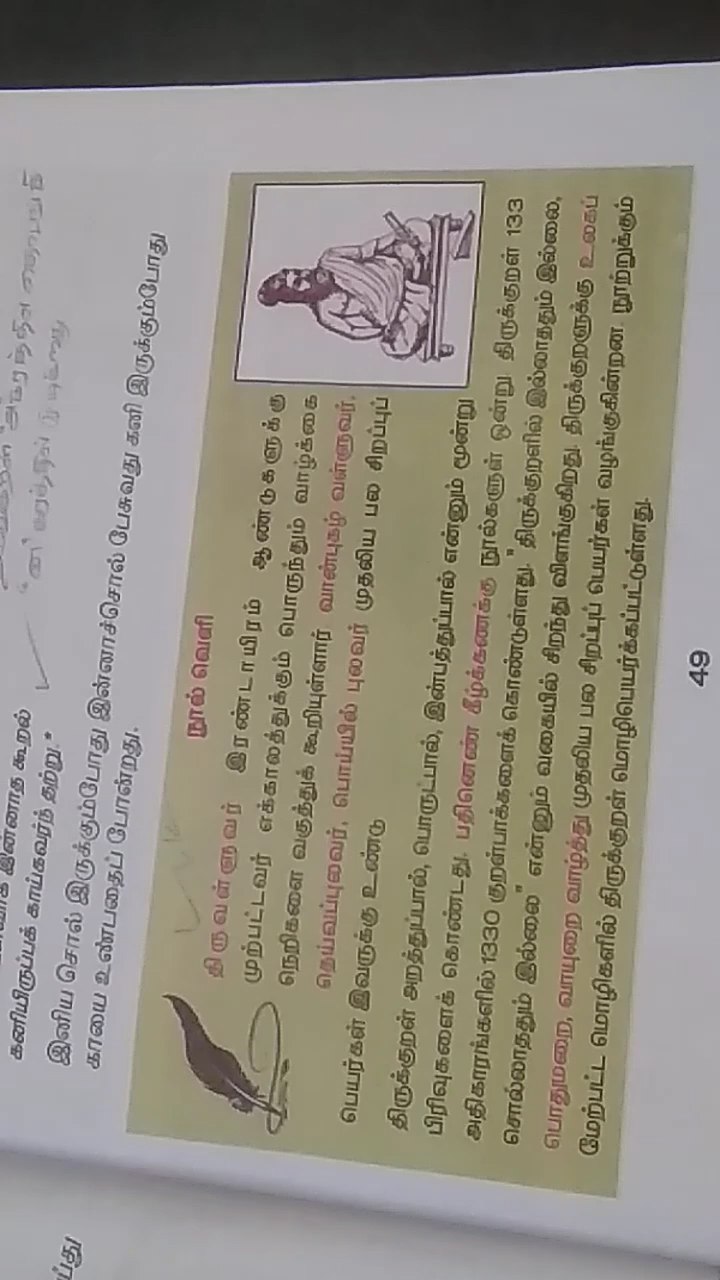 இன்னாத கூறல்
கனியிருப்பக் காய்கவர்ந் தற்று."
இனிய சொல் இருக்கும்போது இன்னாச்சொல் பேசுவது கனி இருக்கும்போது
காயை உண்பதைப் போன்றது.
நூல் வெளி
திருவள்ளுவர் இரண்டாயிரம் ஆண்டுகளுக்கு
முற்பட்டவர் எக்காலத்துக்கும் பொருந்தும் வாழ்க்கை
நெறிகளை வகுத்துக் கூறியுள்ளார் வான்புகழ் வள்ளுவர்,
தெய்வப்புலவர், பொய்யில் புலவர் முதலிய பல சிறப்புப்
பெயர்கள் இவருக்கு உண்டு
திருக்குறள் அறத்துப்பால், பொருட்பால், இன்பத்துப்பால் என்னும் மூன்று
பிரிவுகளைக் கொண்டது. பதினெண் கீழ்க்கணக்கு நூல்களுள் ஒன்று. திருக்குறள் 133
அதிகாரங்களில் 1330 குறள்பாக்களைக் கொண்டுள்ளது. "திருக்குறளில் இல்லாததும் இல்லை,
சொல்லாததும் இல்லை" என்னும் வகையில் சிறந்து விளங்குகிறது. திருக்குறளுக்கு உலகப்
பொதுமறை, வாயுறை வாழ்த்து முதலிய பல சிறப்புப் பெயர்கள் வழங்குகின்றன. நூற்றுக்கும்
மேற்பட்ட மொழிகளில் திருக்குறள் மொழிபெயர்க்கப்பட்டுள்ளது.
49